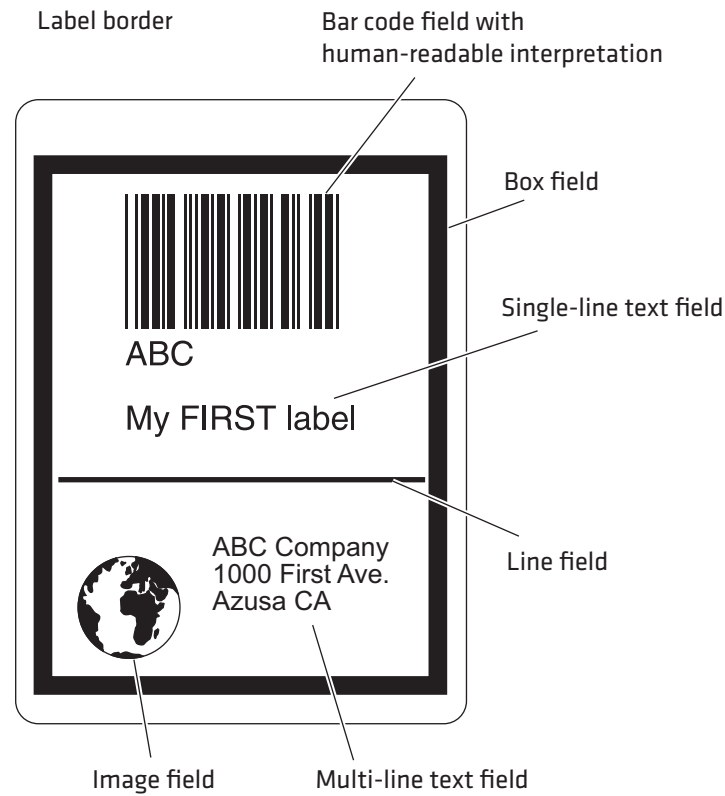 Label border
Bar code field with
human-readable interpretation
Box field
Single-line text field
ABC
My FIRST label
Line field
ABC Company
1000 First Ave.
Azusa CA
Image field
Multi-line text field